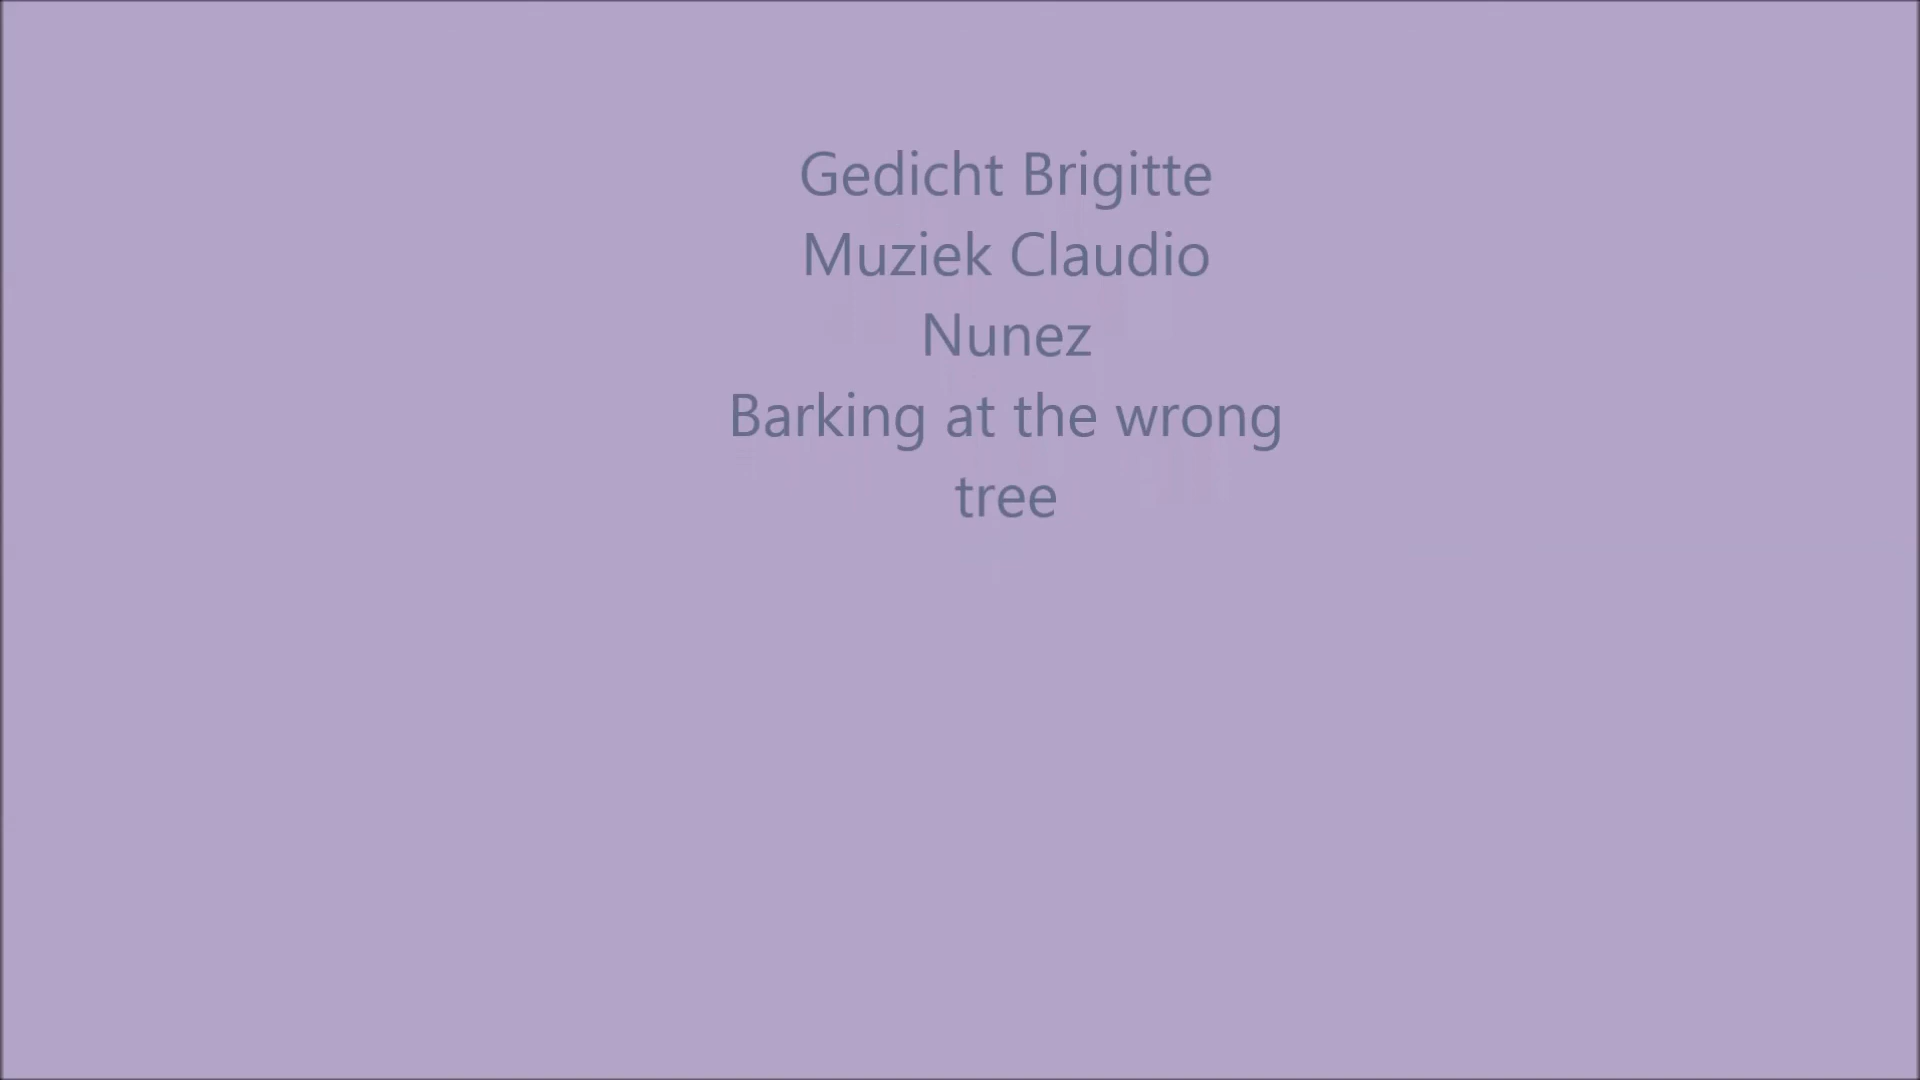 Gedicht Brigitte
Muziek Claudio
Nunez
Barking at the wrong
tree